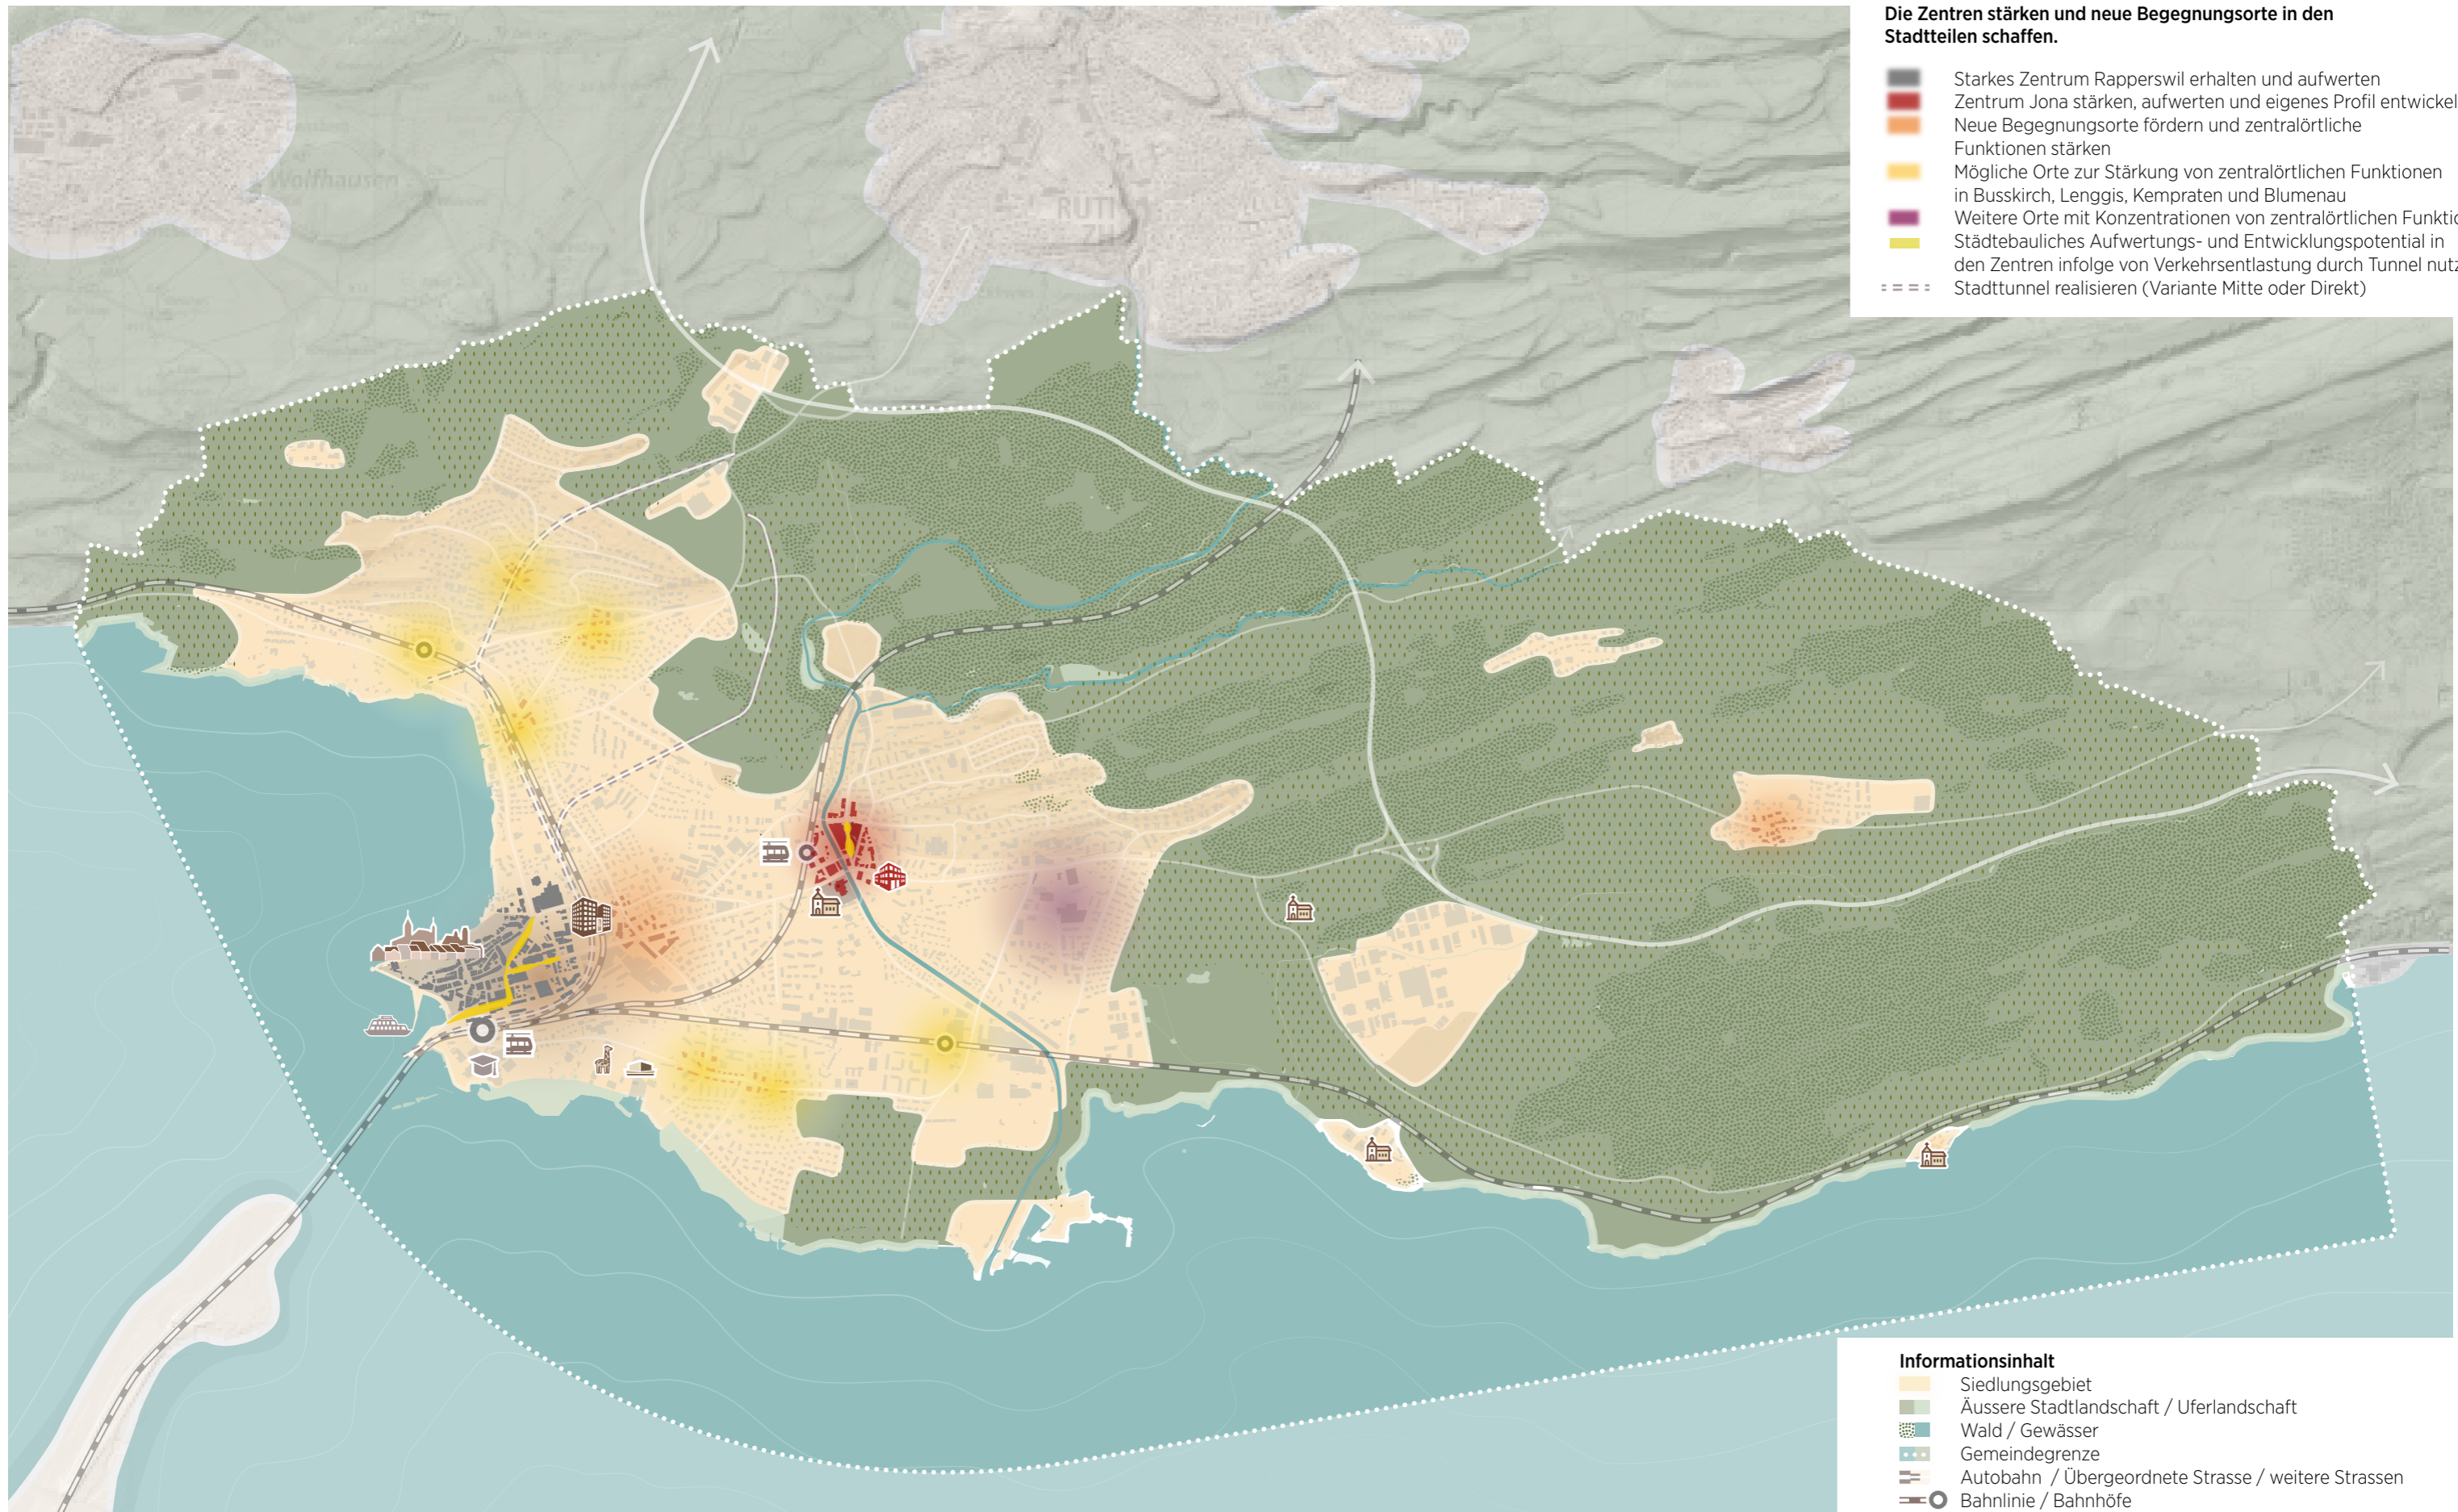 Die Zentren stärken und neue Begegnungsorte in den
Stadtteilen schaffen.
Starkes Zentrum Rapperswil erhalten und aufwerten
Zentrum Jona stärken, aufwerten und eigenes Profil entwickel
Neue Begegnungsorte fördern und zentralörtliche
Funktionen stärken
Mögliche Orte zur Stärkung von zentralörtlichen Funktionen
in Busskirch, Lenggis, Kempraten und Blumenau
Weitere Orte mit Konzentrationen von zentralörtlichen Funktio
Städtebauliches Aufwertungs- und Entwicklungspotential in
den Zentren infolge von Verkehrsentlastung durch Tunnel nutz
Stadttunnel realisieren (Variante Mitte oder Direkt)
Wolfhausen
Informationsinhalt
Siedlungsgebiet
Äussere Stadtlandschaft / Uferlandschaft
Wald / Gewässer
Gemeindegrenze
Autobahn / Übergeordnete Strasse / weitere Strassen
Bahnlinie / Bahnhöfe